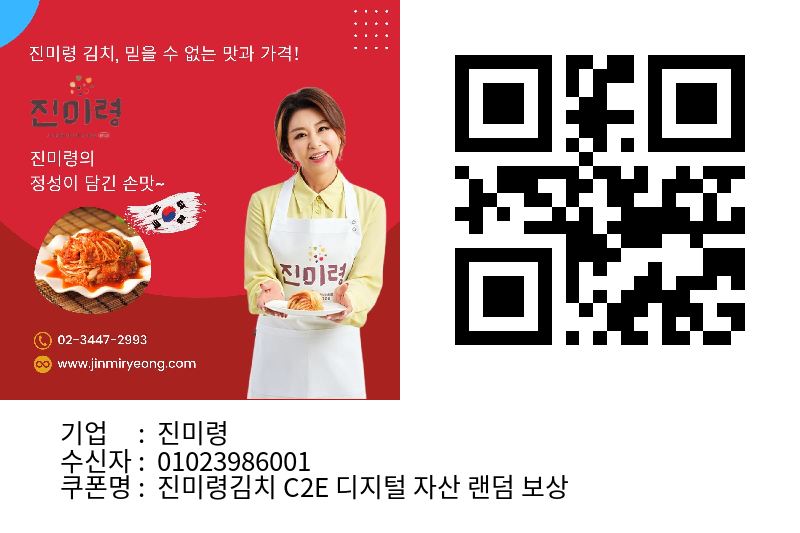 진미령 김치, 믿을 수 없는 맛과 가격!
진미령
진미령의
정성이 담긴 손맛~
진미령
02-3447-2993
www.jinmiryeong.com
기업 : 진미령
수신자 : 01023986001
쿠폰명 : 진미령김치 C2E 디지털 자산 랜덤 보상